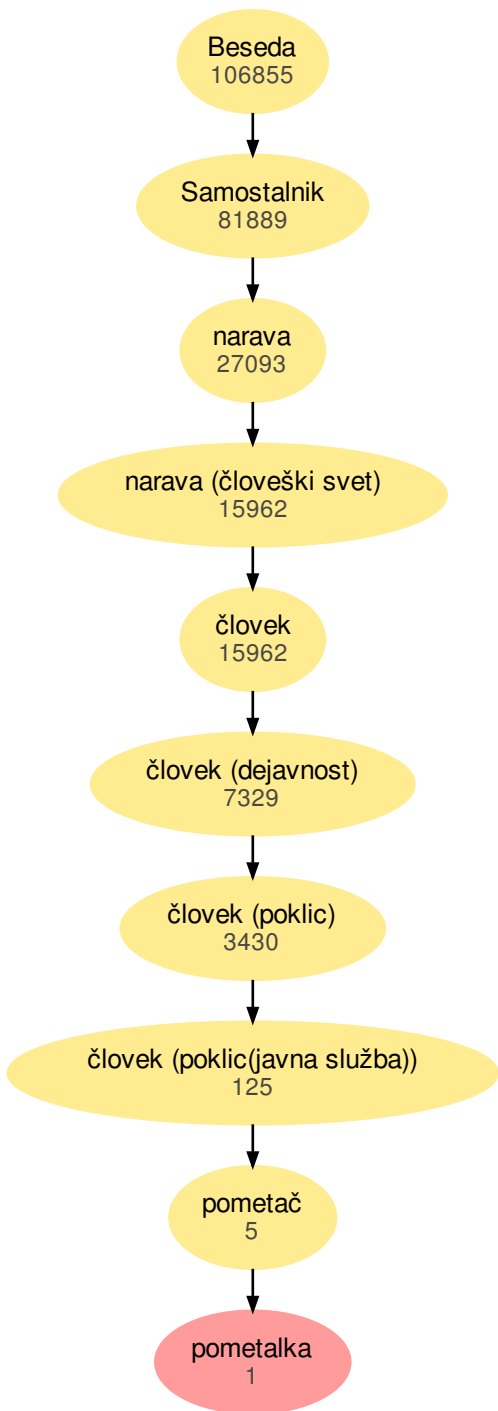 Beseda
106855
Samostalnik
81889
narava
27093
narava (človeški svet)
15962
človek
15962
človek (dejavnost)
7329
človek (poklic)
3430
človek (poklic(javna služba))
125
pometač
5
pometalka
1